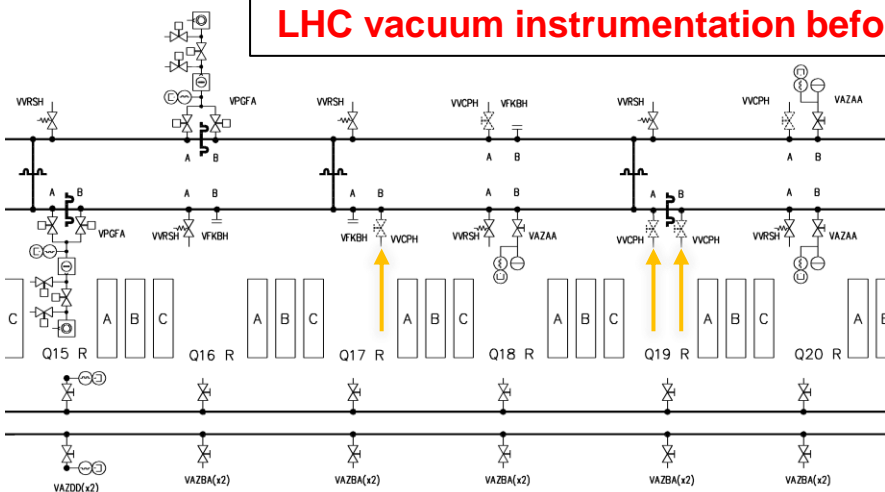 LHC vacuum instrumentation befo
VVRSH VPGFA VVRSH VVCPH VVRSH VVCPH VAZAA
A B A B A B
A B A B A B
VPGFA VVRSH VFKBH VFKBH VVCPH VVRSH VAZAA VVCPH VVCPH VVRSH VAZAA
C A B C A B C A B C A B C A B C A B
Q15 R Q16 R Q17 R Q18 R Q19 R Q20 R
VAZDD(x2) VAZBA(x2) VAZBA(x2) VAZBA(x2) VAZBA(x2)
VFKBH